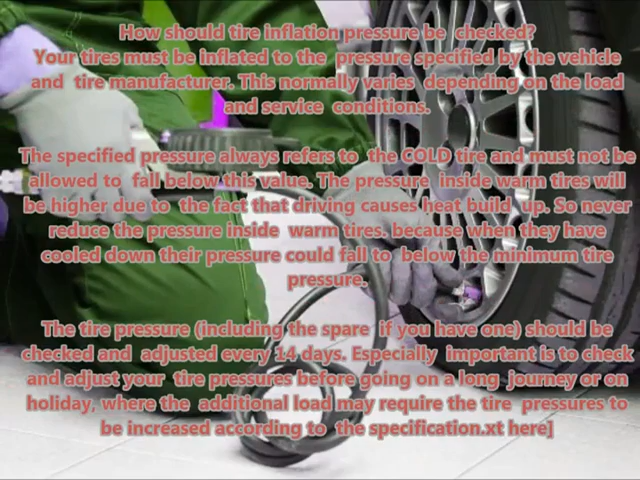 How should tire inflation pressure be checked?
Your tires must be inflated to the pressure specified by the vehicle
and tire manufacturer. This normally varies depending on the load
and service conditions.
The specified pressure always refers to the COLD tire and must not be
allowed to fall below this value. The pressure inside warm tires will
be higher due to the fact that driving causes heat build up. So never
reduce the pressure inside warm tires. because when they have
cooled down their pressure could fall to below the minimum tire
pressure.
The tire pressure (including the spare if you have one) should be
checked and adjusted every 14 days. Especially important is to check
and adjust your tire pressures before going on a long journey or on
holiday, where the additional load may require the tire pressures to
be increased according to the specification.xt here]